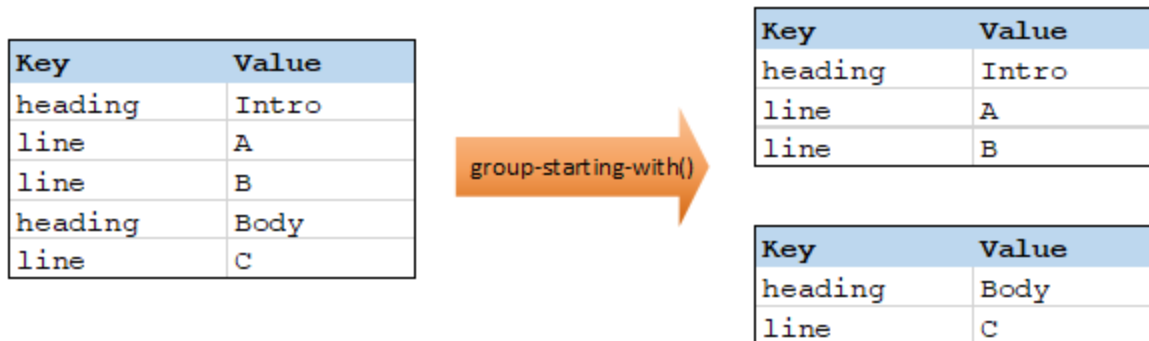 Key Value
heading Intro
line A
line B
heading Body
line C
group-starting-with()
Key Value
heading Intro
line A
line B
Key Value
heading Body
line C